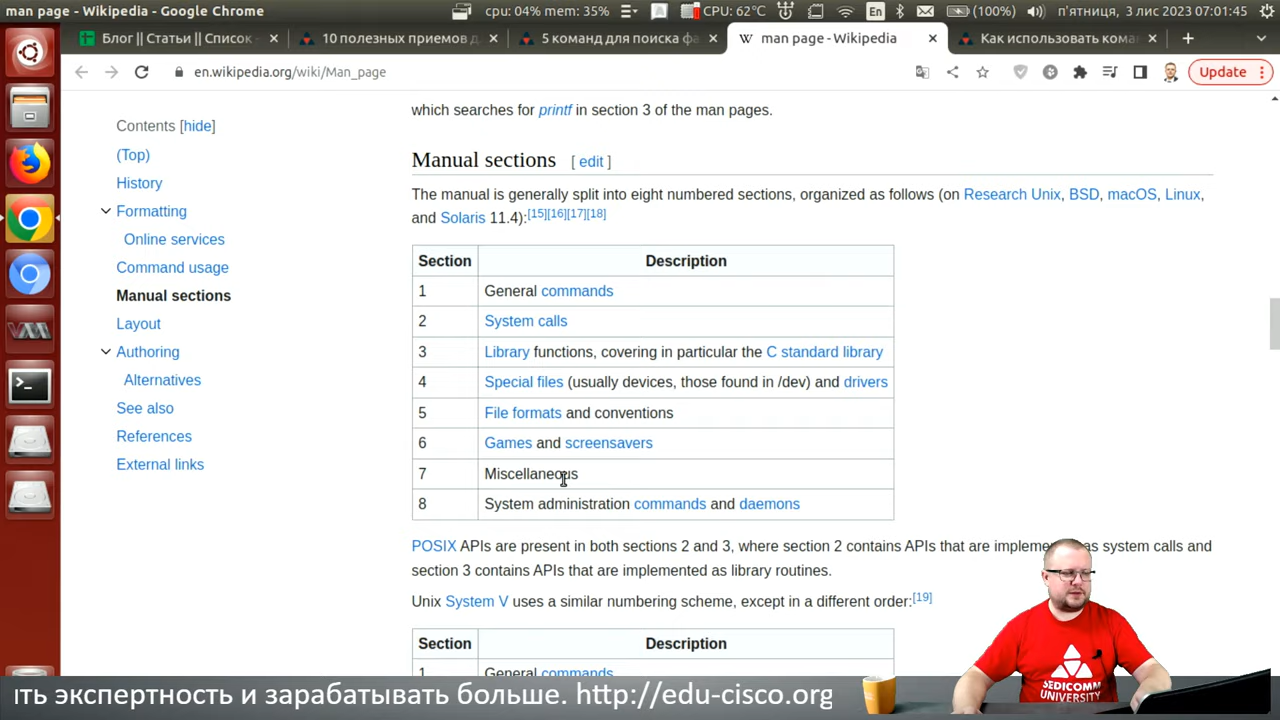 man page - Wikipedia - Google Chrome
cpu: 04% mem: 35%
CPU: 62°C
En
(100%)
п'ятниця, 3 лис 2023 07:01:45
Блог || Статьи || Список
10 полезных приемов
5 команд для поиска фа
man page - Wikipedia
Как использовать кома
en.wikipedia.org/wiki/Man_page
Update
Contents [hide]
(Top)
History
Formatting
Online services
Command usage
Manual sections
Layout
Authoring
Alternatives
See also
References
External links
which searches for printf in section 3 of the man pages.
Manual sections [ edit ]
The manual is generally split into eight numbered sections, organized as follows (on Research Unix, BSD, macOS, Linux,
and Solaris 11.4):[15][16][17][18]
Section Description
1 General commands
2 System calls
3 Library functions, covering in particular the C standard library
4 Special files (usually devices, those found in /dev) and drivers
5 File formats and conventions
6 Games and screensavers
7 Miscellaneous
8 System administration commands and daemons
POSIX APIs are present in both sections 2 and 3, where section 2 contains APIs that are as system calls and
section 3 contains APIs that are implemented as library routines.
Unix System V uses a similar numbering scheme, except in a different order:[19]
Section Description
1 General commands
SEDICOMM
UNIVERSITY
ить экспертность и зарабатывать больше. http://edu-cisco.org